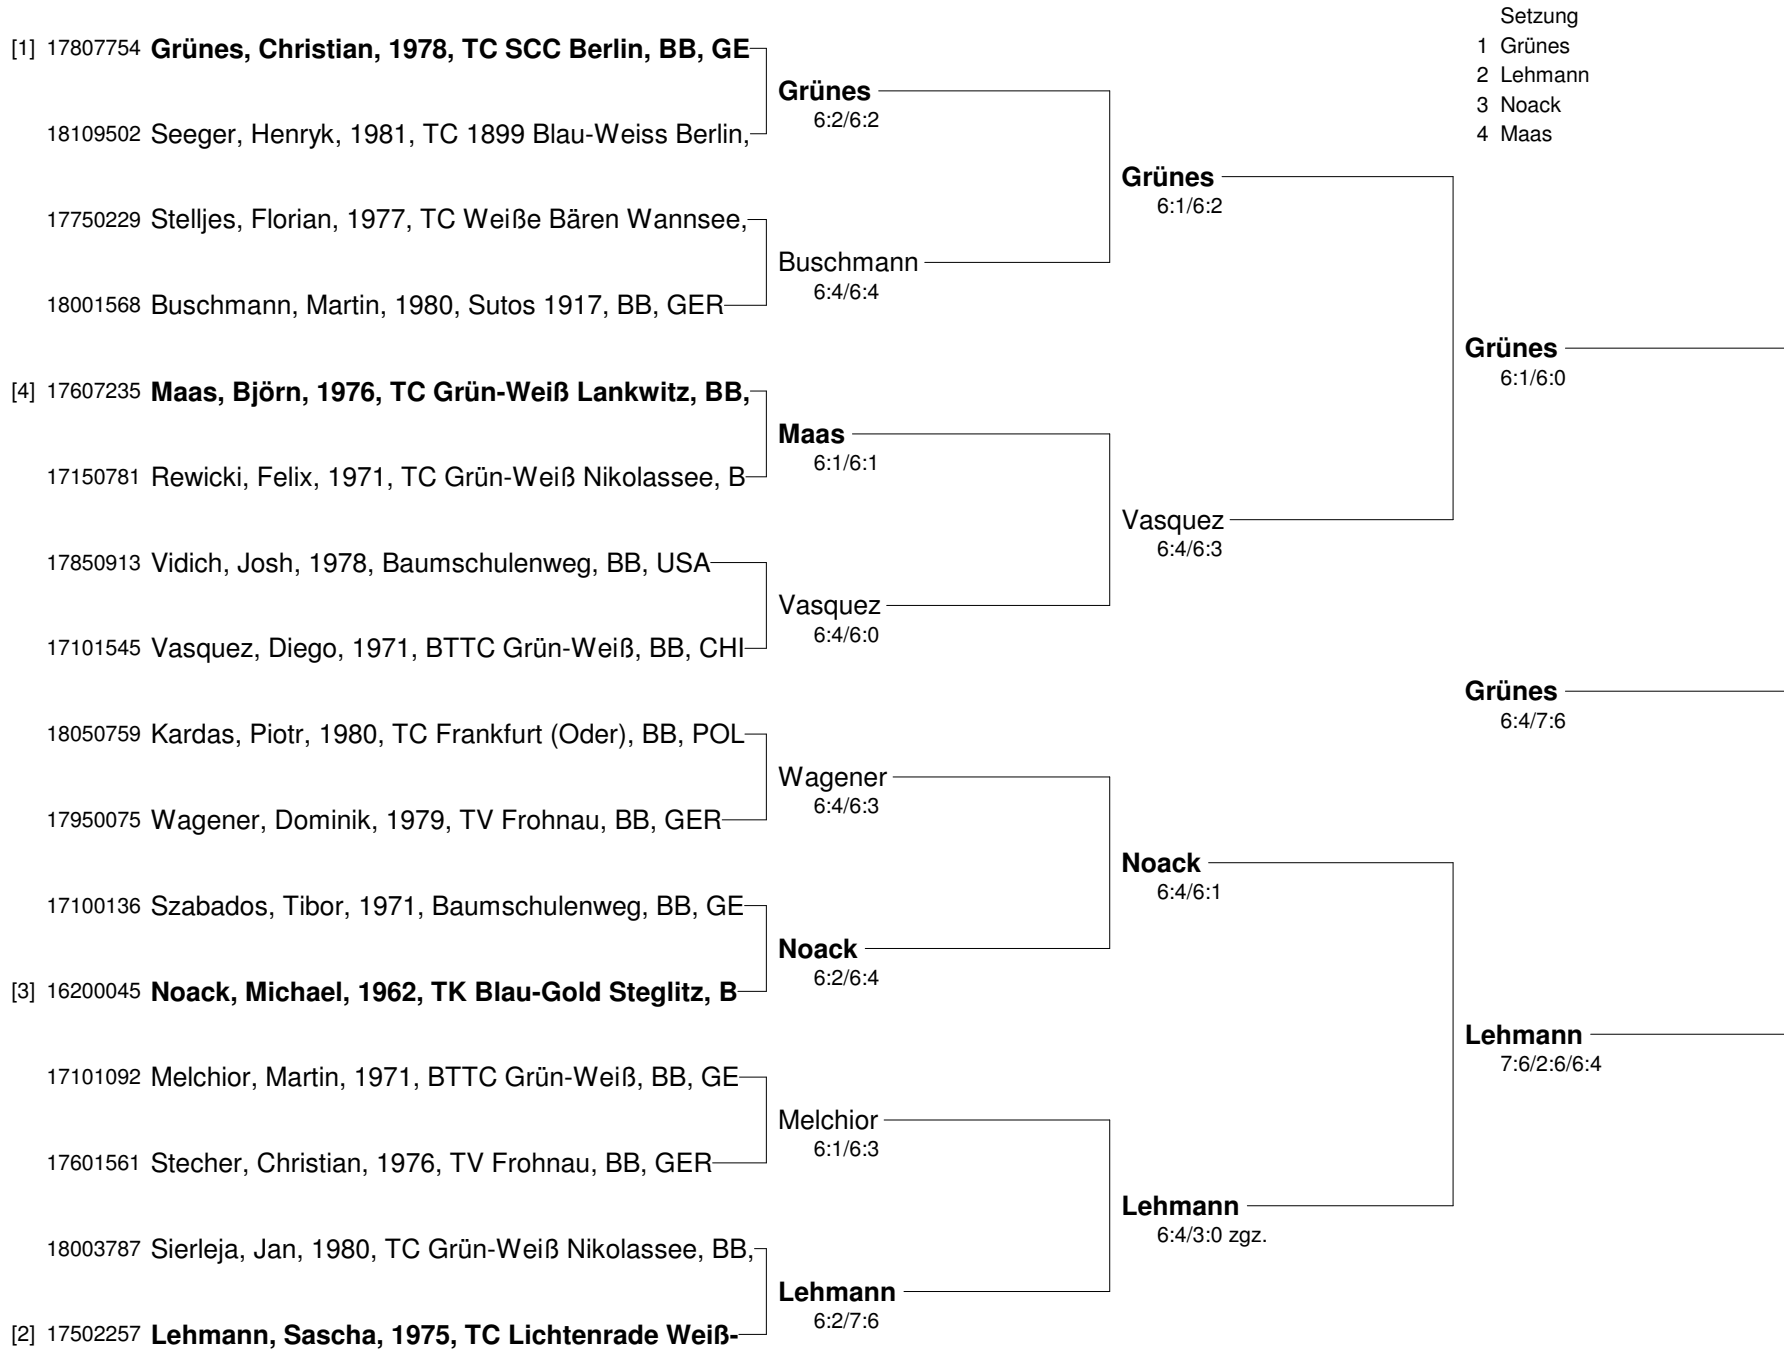 Setzung
1 Grünes
2 Lehmann
3 Noack
4 Maas
[1] 17807754 Grünes, Christian, 1978, TC SCC Berlin, BB, GE
18109502 Seeger, Henryk, 1981, TC 1899 Blau-Weiss Berlin,
17750229 Stelljes, Florian, 1977, TC Weiße Bären Wannsee,
18001568 Buschmann, Martin, 1980, Sutos 1917, BB, GER
[4] 17607235 Maas, Björn, 1976, TC Grün-Weiß Lankwitz, BB,
17150781 Rewicki, Felix, 1971, TC Grün-Weiß Nikolassee, B
17850913 Vidich, Josh, 1978, Baumschulenweg, BB, USA
17101545 Vasquez, Diego, 1971, BTTC Grün-Weiß, BB, CHI
18050759 Kardas, Piotr, 1980, TC Frankfurt (Oder), BB, POL
17950075 Wagener, Dominik, 1979, TV Frohnau, BB, GER
17100136 Szabados, Tibor, 1971, Baumschulenweg, BB, GE
[3] 16200045 Noack, Michael, 1962, TK Blau-Gold Steglitz, B
17101092 Melchior, Martin, 1971, BTTC Grün-Weiß, BB, GE
17601561 Stecher, Christian, 1976, TV Frohnau, BB, GER
18003787 Sierleja, Jan, 1980, TC Grün-Weiß Nikolassee, BB,
[2] 17502257 Lehmann, Sascha, 1975, TC Lichtenrade Weiß-
Grünes
6:2/6:2
Buschmann
6:4/6:4
Maas
6:1/6:1
Vasquez
6:4/6:0
Wagener
6:4/6:3
Noack
6:2/6:4
Melchior
6:1/6:3
Lehmann
6:2/7:6
Grünes
6:1/6:2
Vasquez
6:4/6:3
Noack
6:4/6:1
Lehmann
6:4/3:0 zgz.
Grünes
6:1/6:0
Grünes
6:4/7:6
Lehmann
7:6/2:6/6:4